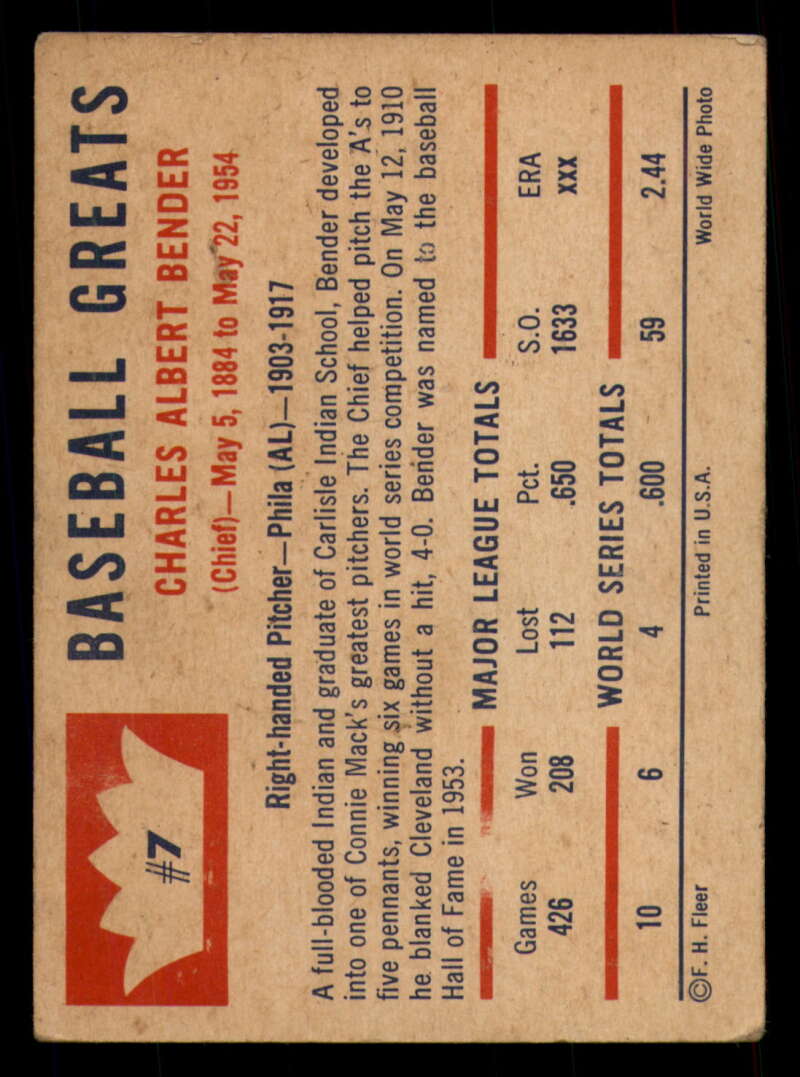 #7
BASEBALL GREATS
CHARLES ALBERT BENDER
(Chief)—May 5, 1884 to May 22, 1954
Right-handed Pitcher—Phila (AL)—1903-1917
A full-blooded Indian and graduate of Carlisle Indian School, Bender developed
into one of Connie Mack's greatest pitchers. The Chief helped pitch the A's to
five pennants, winning six games in world series competition. On May 12, 1910
he blanked Cleveland without a hit, 4-0. Bender was named to the baseball
Hall of Fame in 1953.
MAJOR LEAGUE TOTALS
Games Won Lost Pct. S.O. ERA
426 208 112 .650 1633 XXX
WORLD SERIES TOTALS
10 6 4 .600 59 2.44
©F. H. Fleer Printed in U.S.A. World Wide Photo